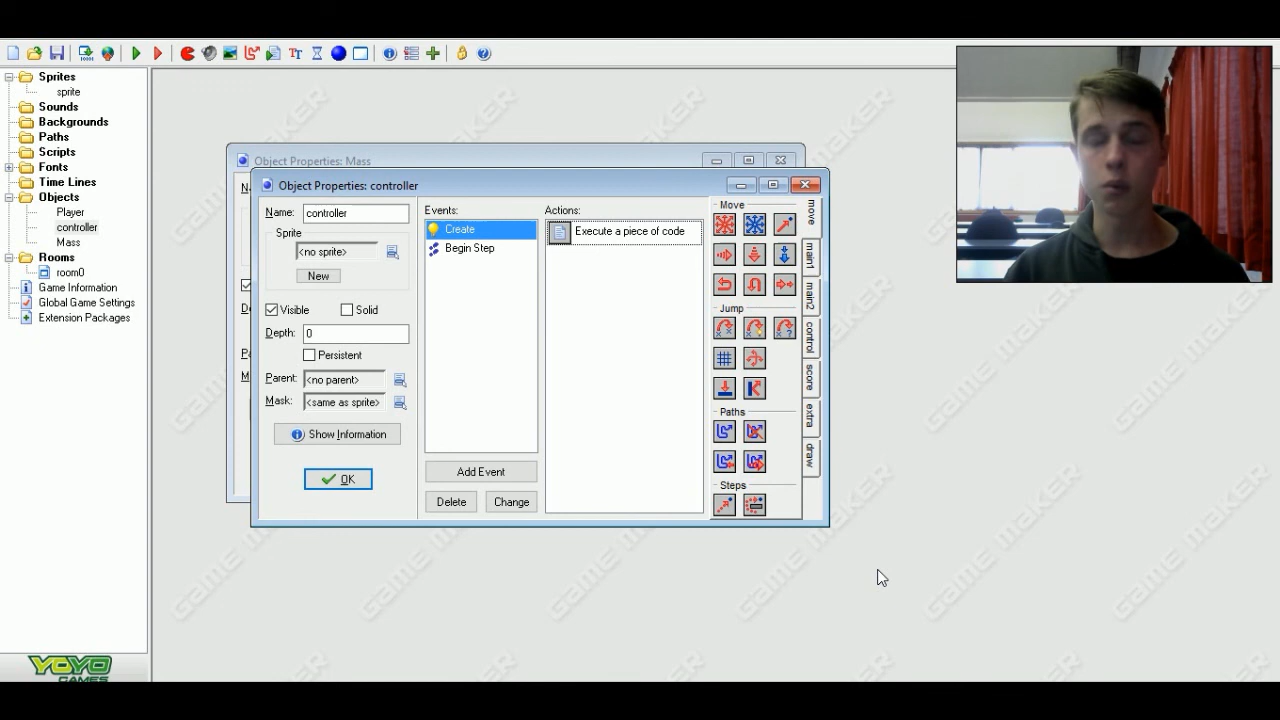 Sprites
sprite
Sounds
Backgrounds
Paths
Scripts
Fonts
Time Lines
Objects
Player
controller
Mass
Rooms
room0
Game Information
Global Game Settings
Extension Packages
YOYO
GAMES
Object Properties: Mass
Object Properties: controller
Name: controller
Sprite
<no sprite>
New
Visible
Solid
Depth: 0
Persistent
Parent: <no parent>
Mask: <same as sprite>
Show Information
OK
Events:
Create
Begin Step
Add Event
Delete
Change
Actions:
Execute a piece of code
Move
Jump
Paths
Steps
move
main1
main2
control
score
extra
draw
GAME MAKER